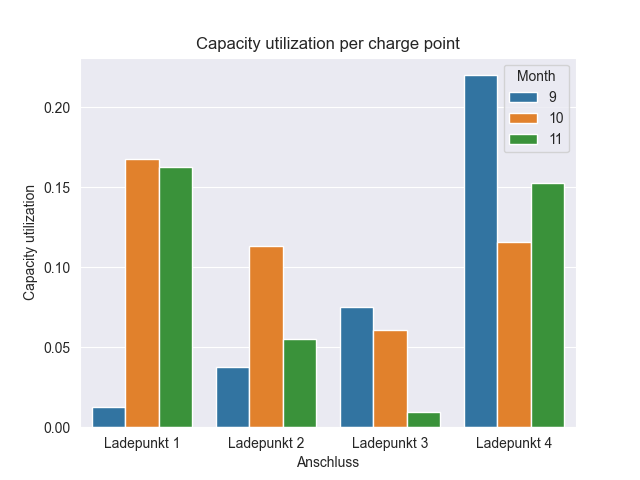 Capacity utilization per charge point
Month
9
10
11
0.20
0.15
0.10
0.05
0.00
Capacity utilization
Ladepunkt 1
Ladepunkt 2
Ladepunkt 3
Ladepunkt 4
Anschluss